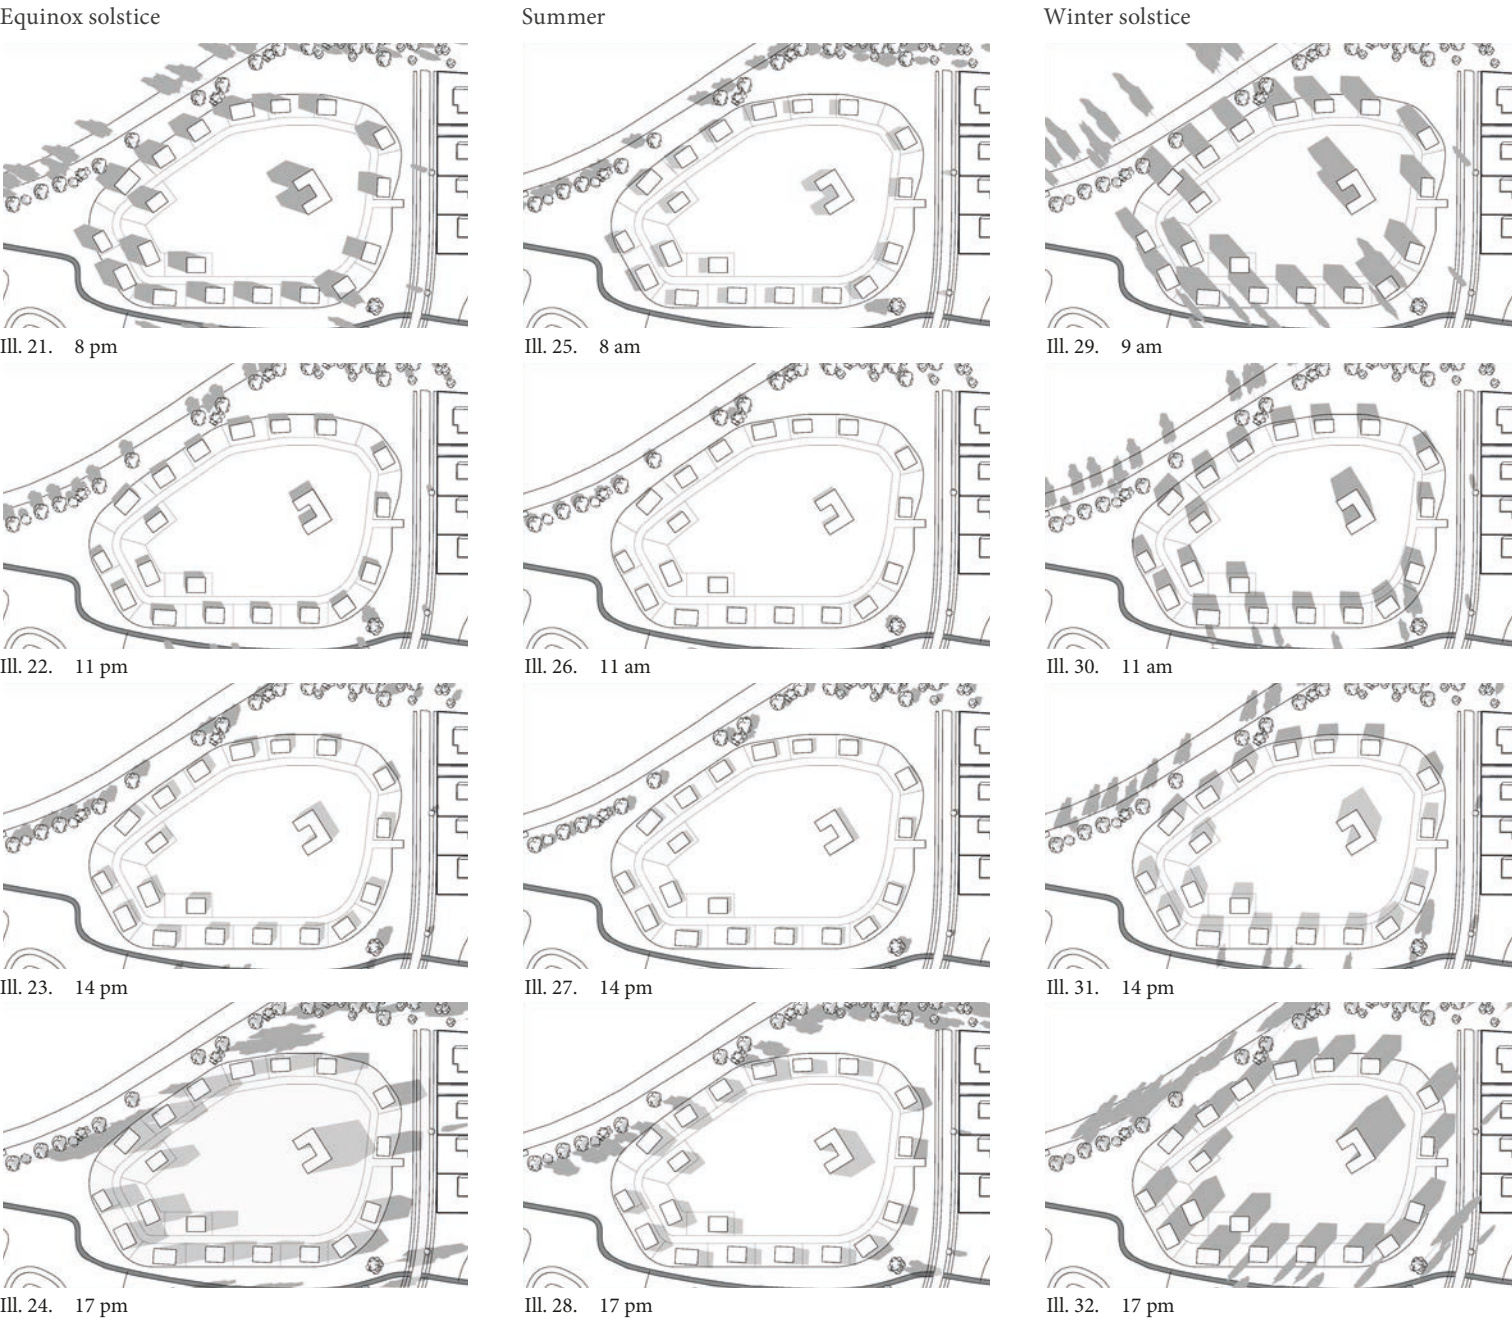 Equinox solstice
Summer
Winter solstice
Ill. 21. 8 pm
Ill. 25. 8 am
Ill. 29. 9 am
Ill. 22. 11 pm
Ill. 26. 11 am
Ill. 30. 11 am
Ill. 23. 14 pm
Ill. 27. 14 pm
Ill. 31. 14 pm
Ill. 24. 17 pm
Ill. 28. 17 pm
Ill. 32. 17 pm